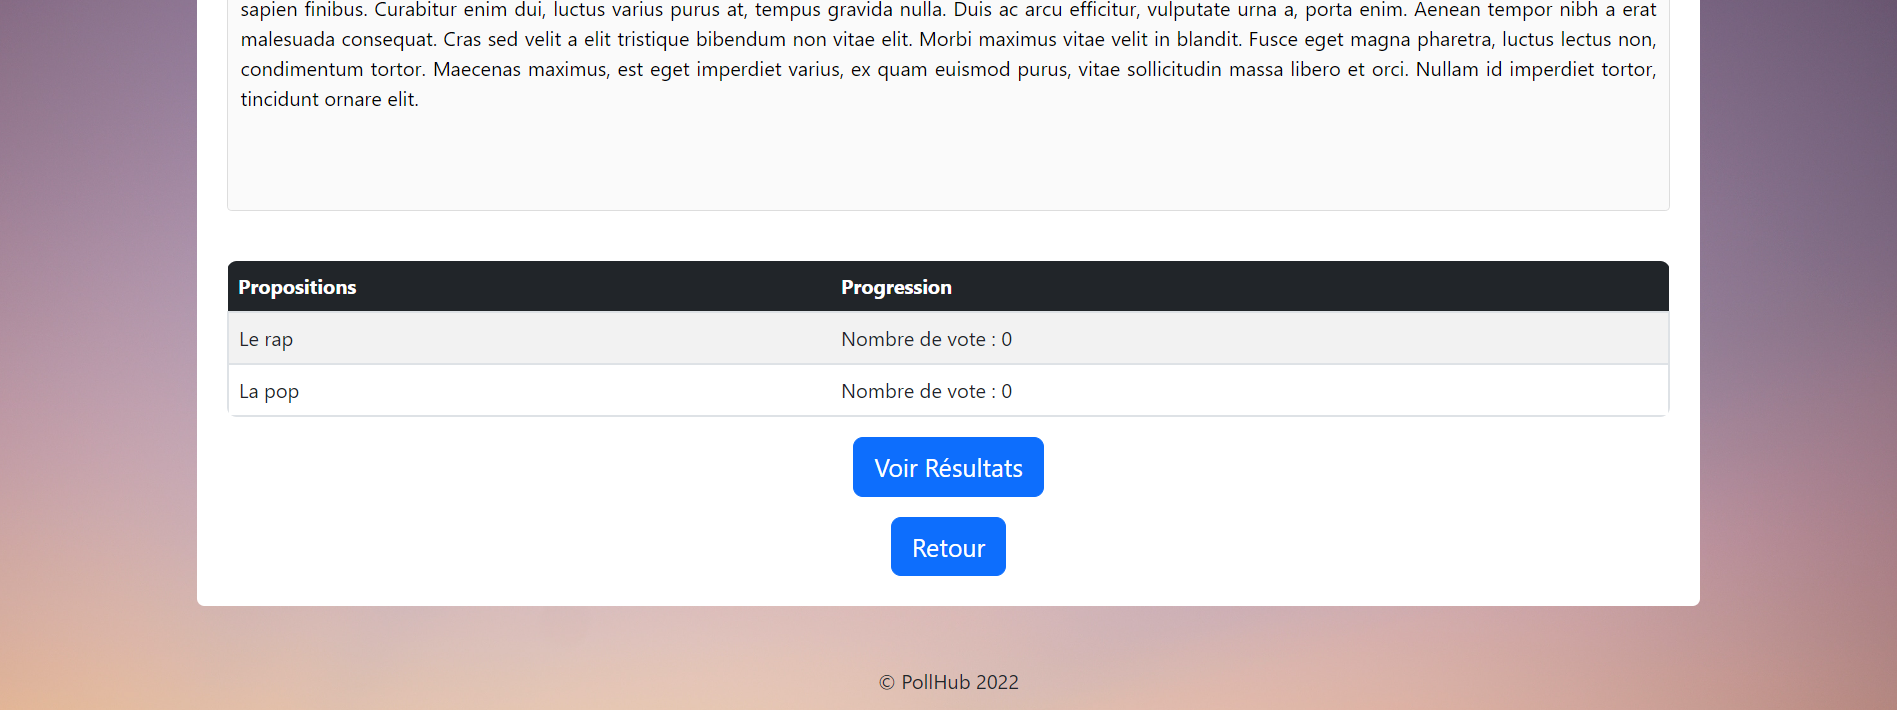 sapien finibus. Curabitur enim dui, luctus varius purus at, tempus gravida nulla. Duis ac arcu efficitur, vulputate urna a, porta enim. Aenean tempor nibh a erat
malesuada consequat. Cras sed velit a elit tristique bibendum non vitae elit. Morbi maximus vitae velit in blandit. Fusce eget magna pharetra, luctus lectus non,
condimentum tortor. Maecenas maximus, est eget imperdiet varius, ex quam euismod purus, vitae sollicitudin massa libero et orci. Nullam id imperdiet tortor,
tincidunt ornare elit.
Propositions Progression
Le rap Nombre de vote : 0
La pop Nombre de vote : 0
Voir Résultats
Retour
© PollHub 2022